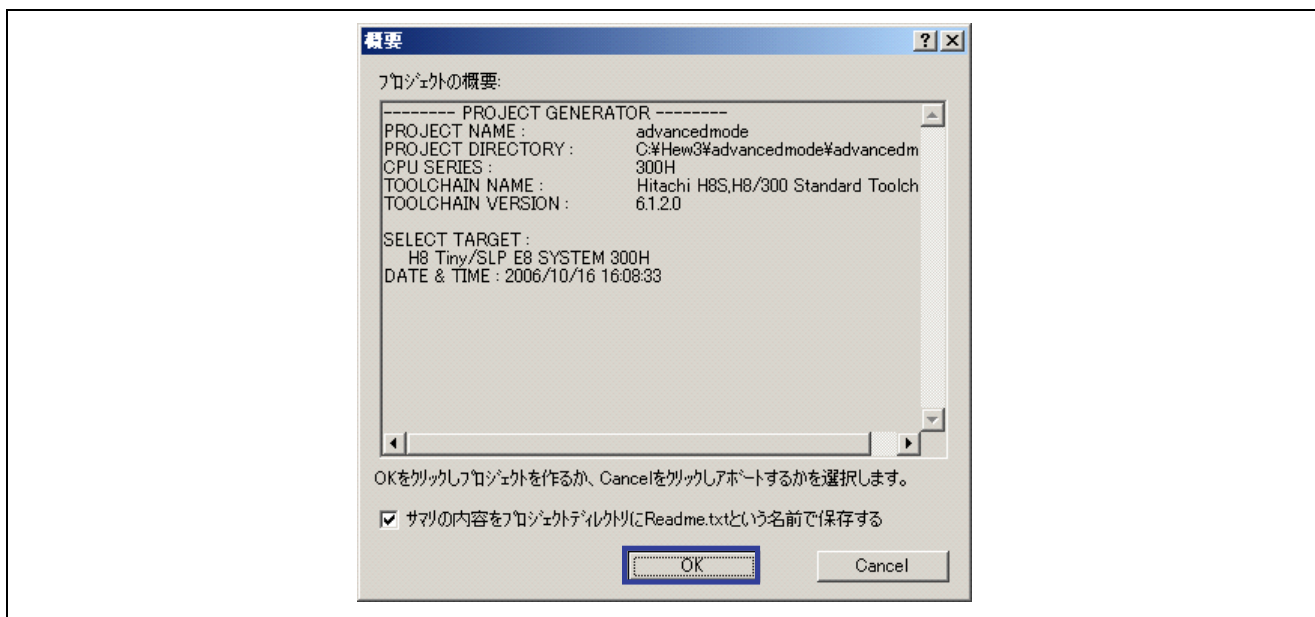 概要
プロジェクトの概要:
-------- PROJECT GENERATOR --------
PROJECT NAME : advancedmode
PROJECT DIRECTORY : C:¥Hew3¥advancedmode¥advancedm
CPU SERIES : 300H
TOOLCHAIN NAME : Hitachi H8S,H8/300 Standard Toolch
TOOLCHAIN VERSION : 6.1.2.0
SELECT TARGET :
H8 Tiny/SLP E8 SYSTEM 300H
DATE & TIME : 2006/10/16 16:08:33
OKをクリックしプロジェクトを作るか、Cancelをクリックしアボートするかを選択します。
サマリの内容をプロジェクトディレクトリにReadme.txtという名前で保存する
OK Cancel